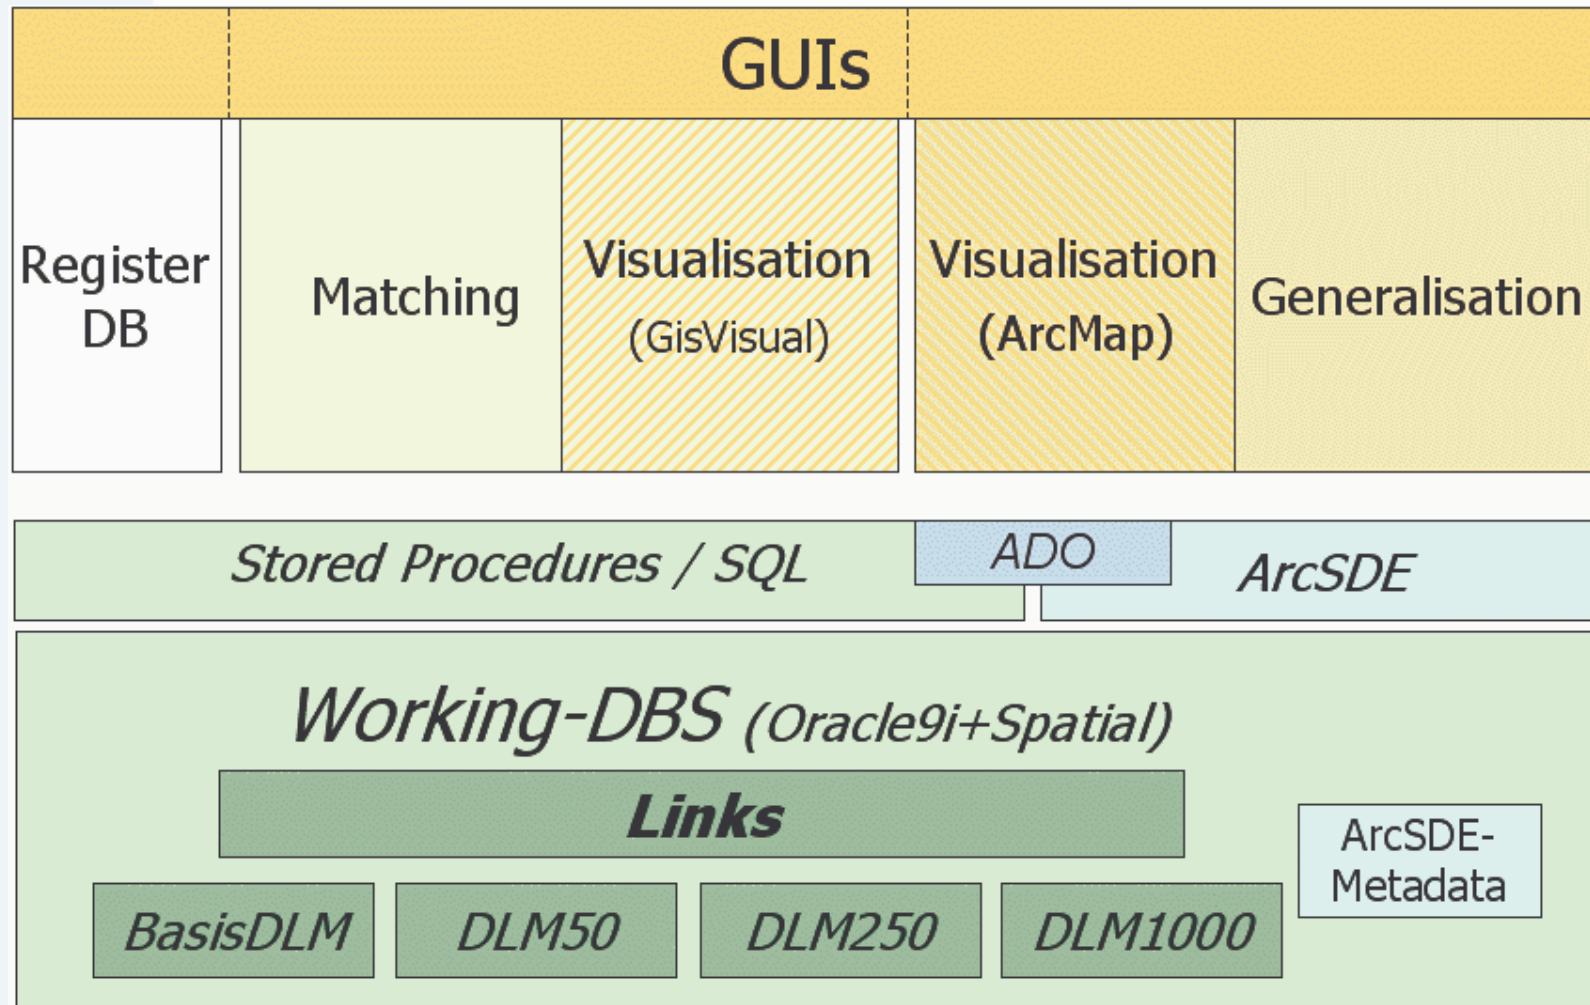 GUIs
Register
DB
Matching
Visualisation
(GisVisual)
Visualisation
(ArcMap)
Generalisation
Stored Procedures / SQL
ADO
ArcSDE
Working-DBS (Oracle9i+Spatial)
Links
ArcSDE-
Metadata
BasisDLM
DLM50
DLM250
DLM1000